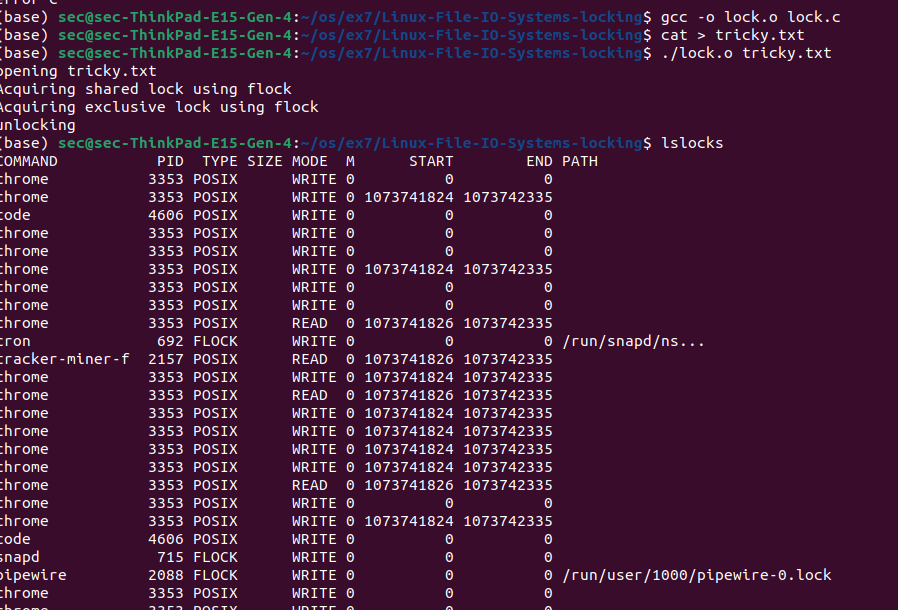 error c
(base) sec@sec-ThinkPad-E15-Gen-4:~/os/ex7/Linux-File-IO-Systems-locking$ gcc -o lock.o lock.c
(base) sec@sec-ThinkPad-E15-Gen-4:~/os/ex7/Linux-File-IO-Systems-locking$ cat > tricky.txt
(base) sec@sec-ThinkPad-E15-Gen-4:~/os/ex7/Linux-File-IO-Systems-locking$ ./lock.o tricky.txt
opening tricky.txt
Acquiring shared lock using flock
Acquiring exclusive lock using flock
unlocking
(base) sec@sec-ThinkPad-E15-Gen-4:~/os/ex7/Linux-File-IO-Systems-locking$ lslocks
COMMAND PID TYPE SIZE MODE M START END PATH
chrome 3353 POSIX WRITE 0 0 0
chrome 3353 POSIX WRITE 0 1073741824 1073742335
code 4606 POSIX WRITE 0 0 0
chrome 3353 POSIX WRITE 0 0 0
chrome 3353 POSIX WRITE 0 0 0
chrome 3353 POSIX WRITE 0 1073741824 1073742335
chrome 3353 POSIX WRITE 0 0 0
chrome 3353 POSIX WRITE 0 0 0
chrome 3353 POSIX READ 0 1073741826 1073742335
cron 692 FLOCK WRITE 0 0 0 /run/snapd/ns...
tracker-miner-f 2157 POSIX READ 0 1073741826 1073742335
chrome 3353 POSIX WRITE 0 1073741824 1073742335
chrome 3353 POSIX READ 0 1073741826 1073742335
chrome 3353 POSIX WRITE 0 1073741824 1073742335
chrome 3353 POSIX WRITE 0 1073741824 1073742335
chrome 3353 POSIX WRITE 0 1073741824 1073742335
chrome 3353 POSIX WRITE 0 1073741824 1073742335
chrome 3353 POSIX READ 0 1073741826 1073742335
chrome 3353 POSIX WRITE 0 0 0
chrome 3353 POSIX WRITE 0 1073741824 1073742335
code 4606 POSIX WRITE 0 0 0
snapd 715 FLOCK WRITE 0 0 0
pipewire 2088 FLOCK WRITE 0 0 0 /run/user/1000/pipewire-0.lock
chrome 3353 POSIX WRITE 0 0 0
chrome 3353 POSIX WRITE 0 0 0